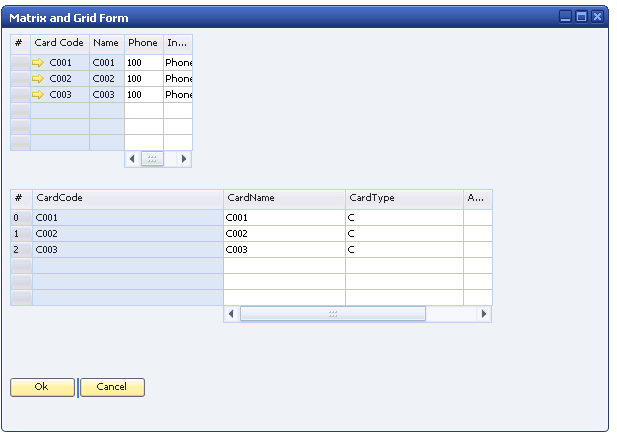 Matrix and Grid Form
# Card Code Name Phone In...
C001 C001 100 Phone
C002 C002 100 Phone
C003 C003 100 Phone
# CardCode CardName CardType A...
0 C001 C001 C
1 C002 C002 C
2 C003 C003 C
Ok Cancel